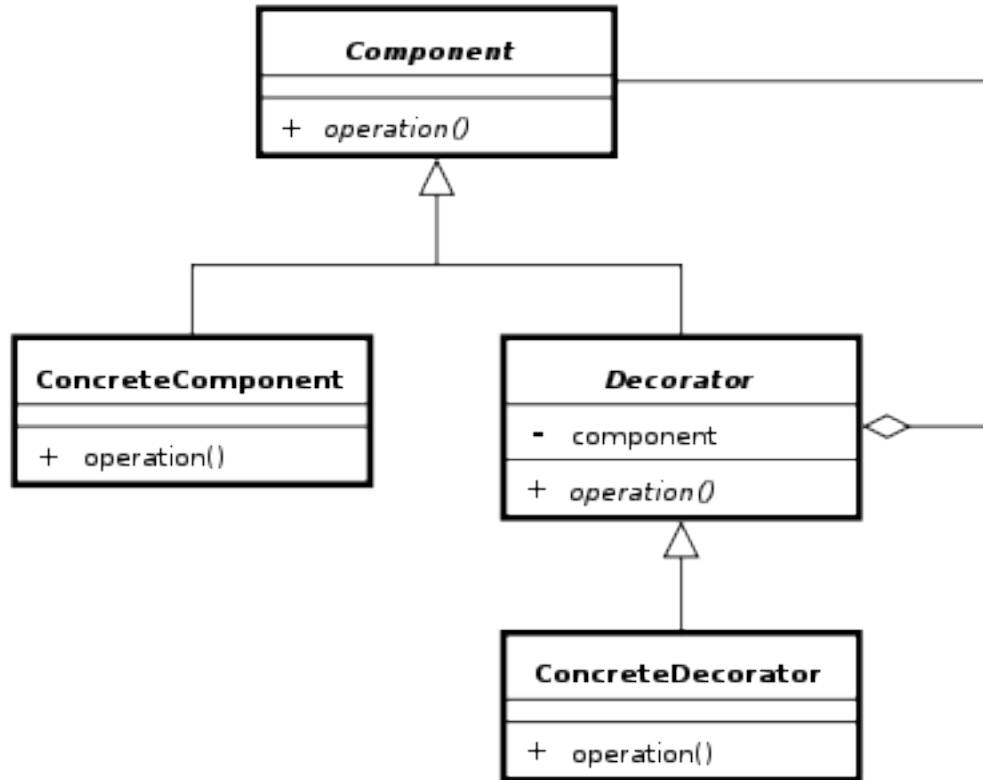 Component
+ operation()
ConcreteComponent
+ operation()
Decorator
- component
+ operation()
ConcreteDecorator
+ operation()